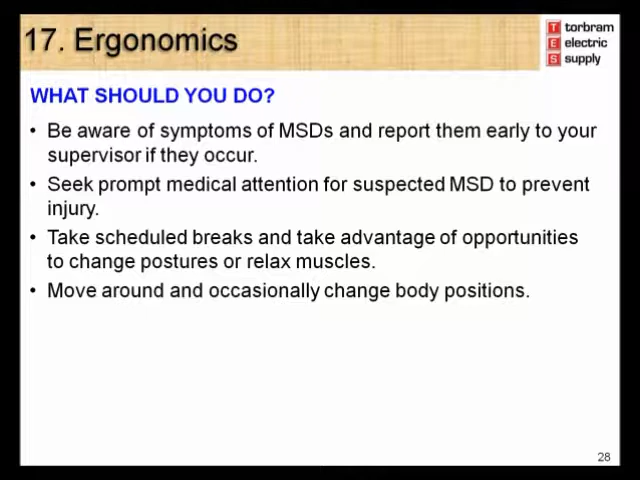 17. Ergonomics
T torbram
E electric
S supply
WHAT SHOULD YOU DO?
• Be aware of symptoms of MSDs and report them early to your
supervisor if they occur.
• Seek prompt medical attention for suspected MSD to prevent
injury.
• Take scheduled breaks and take advantage of opportunities
to change postures or relax muscles.
• Move around and occasionally change body positions.
28